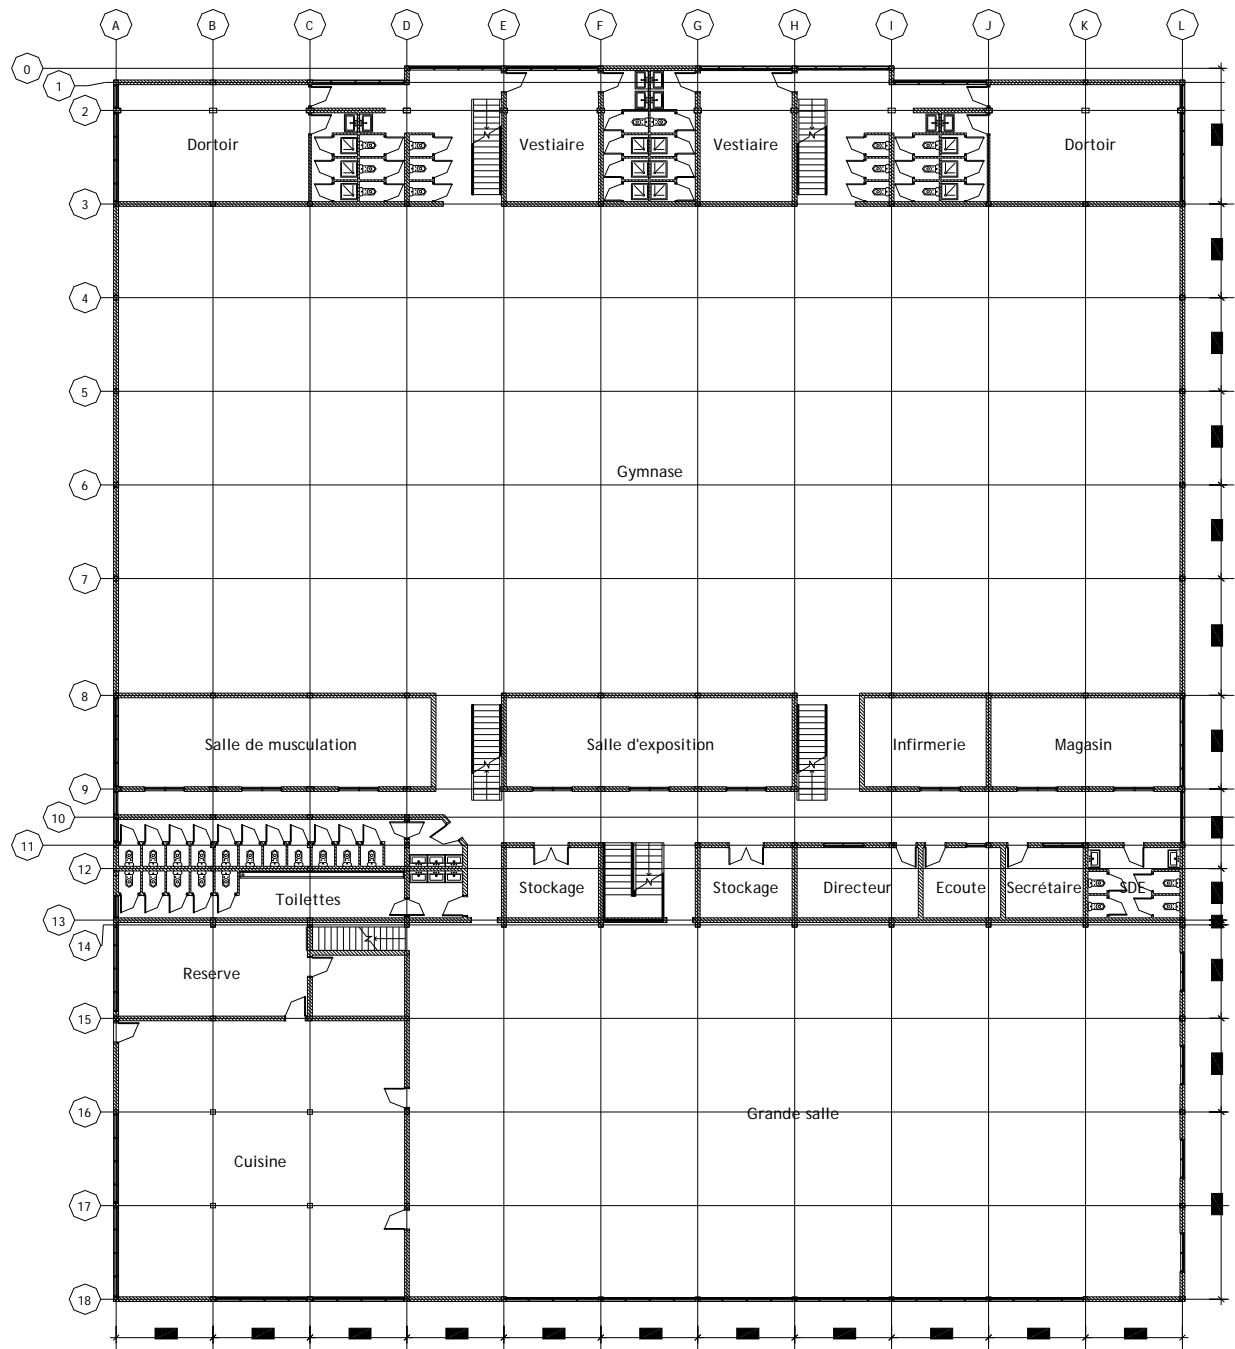 A B C D E F G H I J K L
0
1
2
Dortoir Vestiaire Vestiaire Dortoir
3
4
5
Gymnase
6
7
8
Salle de musculation Salle d'exposition Infirmerie Magasin
9
10
11
12
Stockage Stockage Directeur Ecoute Secrétaire SDE
Toilettes
13
14
Reserve
15
16
Grande salle
Cuisine
17
18